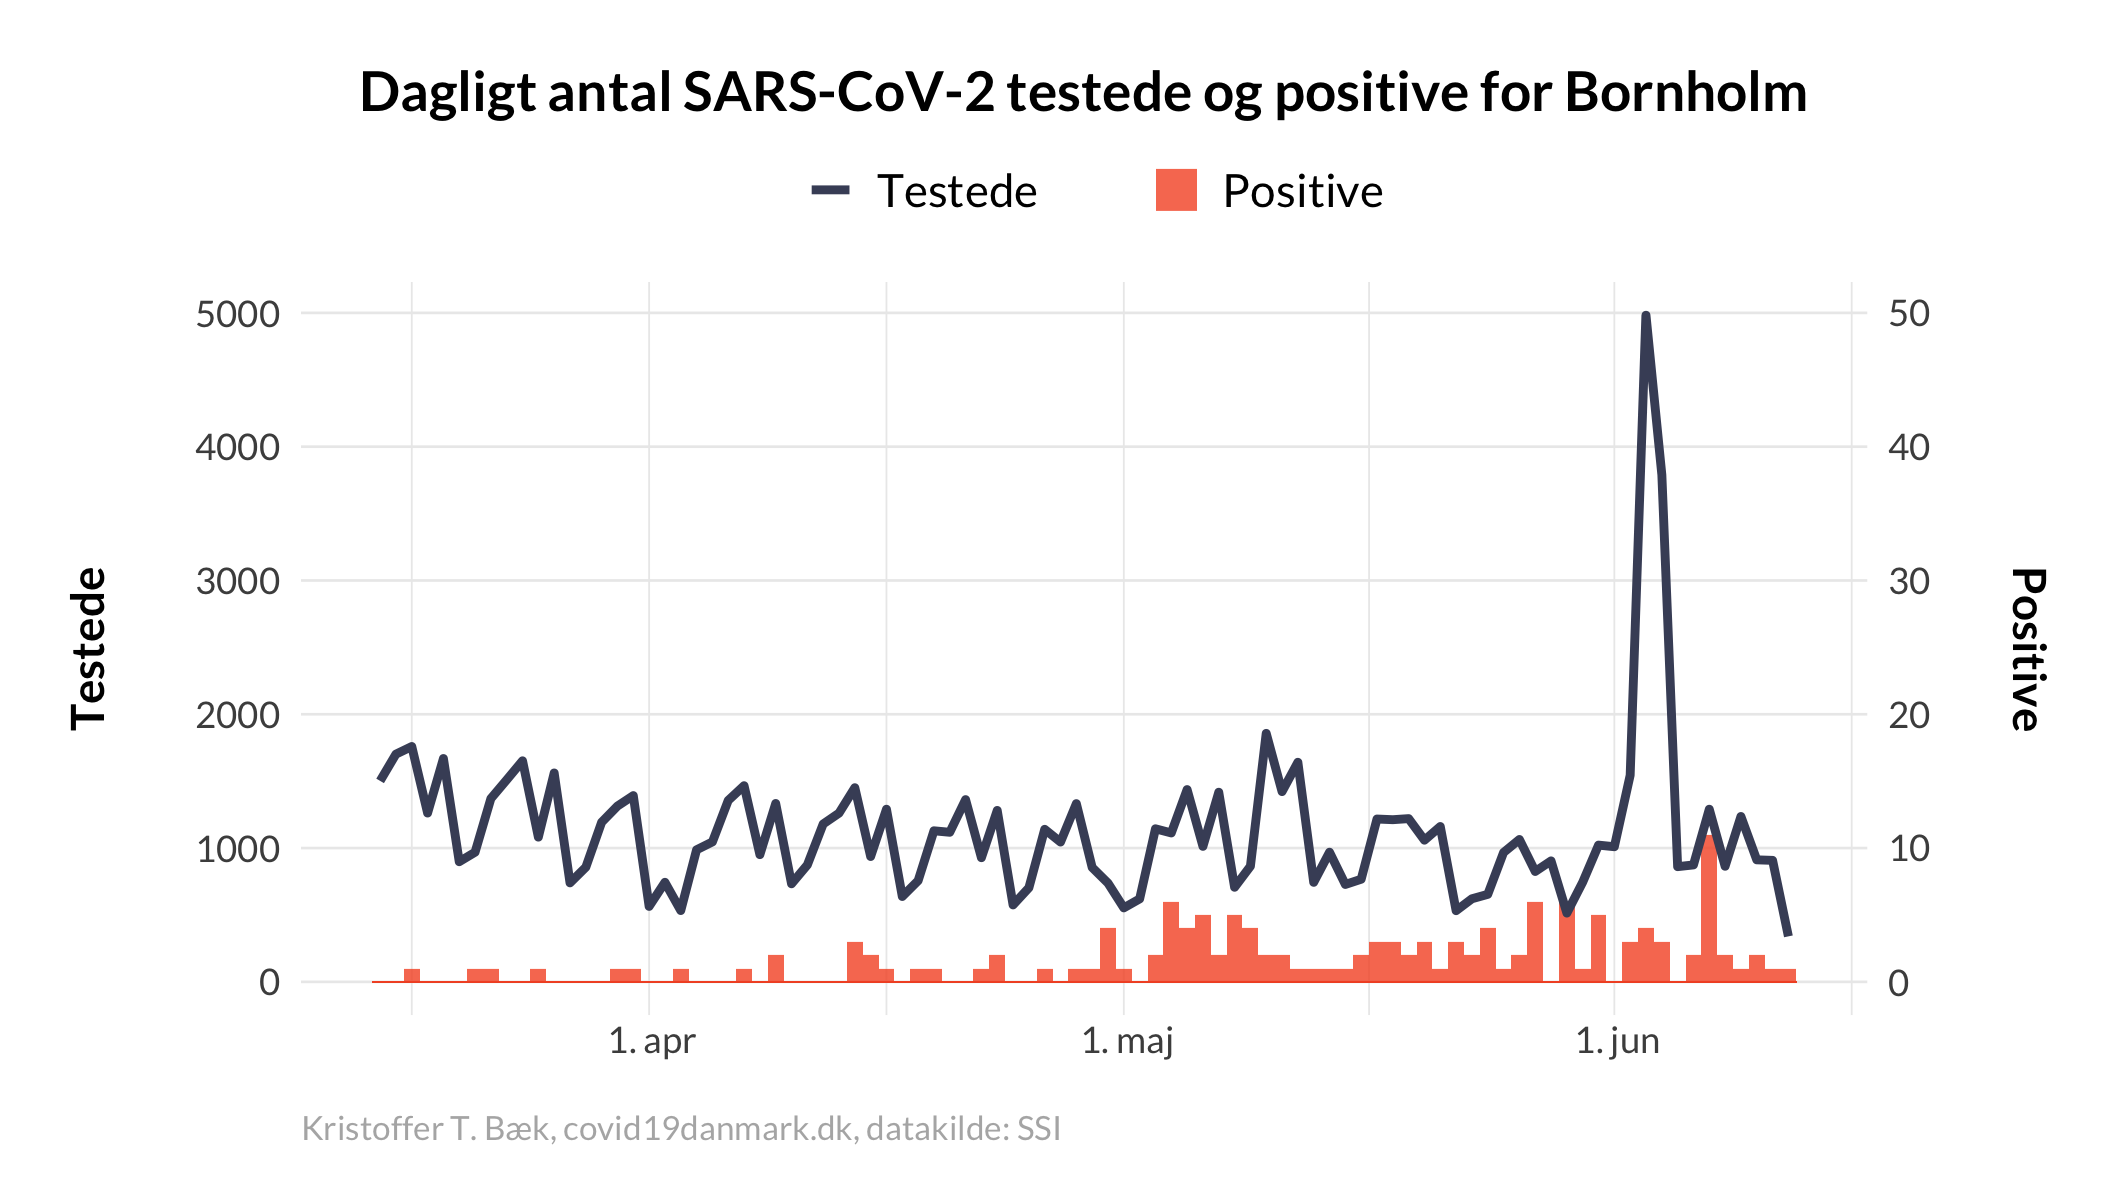 Dagligt antal SARS-CoV-2 testede og positive for Bornholm
Testede
Positive
5000
4000
3000
2000
1000
0
Testede
50
40
30
20
10
0
Positive
1. apr
1. maj
1. jun
Kristoffer T. Bæk, covid19danmark.dk, datakilde: SSI